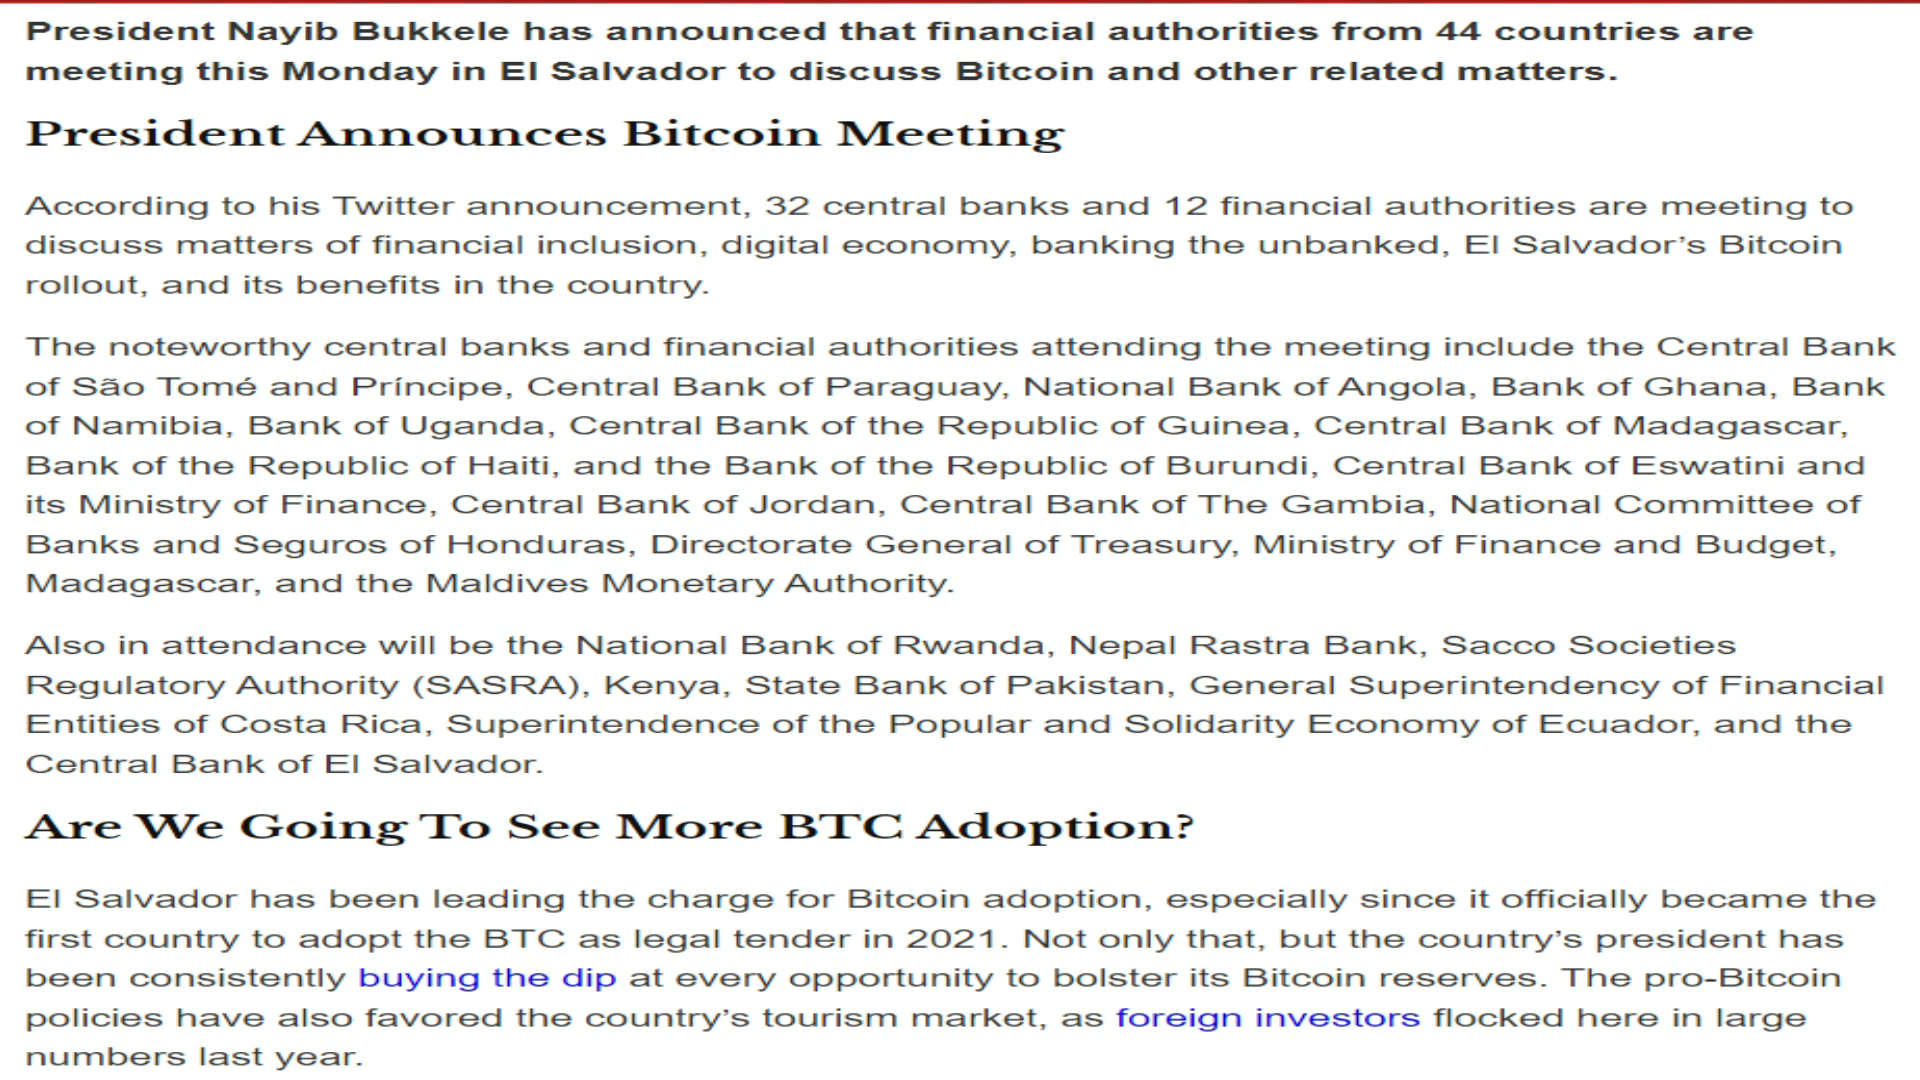 President Nayib Bukkele has announced that financial authorities from 44 countries are
meeting this Monday in El Salvador to discuss Bitcoin and other related matters.
President Announces Bitcoin Meeting
According to his Twitter announcement, 32 central banks and 12 financial authorities are meeting to
discuss matters of financial inclusion, digital economy, banking the unbanked, El Salvador’s Bitcoin
rollout, and its benefits in the country.
The noteworthy central banks and financial authorities attending the meeting include the Central Bank
of São Tomé and Príncipe, Central Bank of Paraguay, National Bank of Angola, Bank of Ghana, Bank
of Namibia, Bank of Uganda, Central Bank of the Republic of Guinea, Central Bank of Madagascar,
Bank of the Republic of Haiti, and the Bank of the Republic of Burundi, Central Bank of Eswatini and
its Ministry of Finance, Central Bank of Jordan, Central Bank of The Gambia, National Committee of
Banks and Seguros of Honduras, Directorate General of Treasury, Ministry of Finance and Budget,
Madagascar, and the Maldives Monetary Authority.
Also in attendance will be the National Bank of Rwanda, Nepal Rastra Bank, Sacco Societies
Regulatory Authority (SASRA), Kenya, State Bank of Pakistan, General Superintendency of Financial
Entities of Costa Rica, Superintendence of the Popular and Solidarity Economy of Ecuador, and the
Central Bank of El Salvador.
Are We Going To See More BTC Adoption?
El Salvador has been leading the charge for Bitcoin adoption, especially since it officially became the
first country to adopt the BTC as legal tender in 2021. Not only that, but the country’s president has
been consistently buying the dip at every opportunity to bolster its Bitcoin reserves. The pro-Bitcoin
policies have also favored the country’s tourism market, as foreign investors flocked here in large
numbers last year.